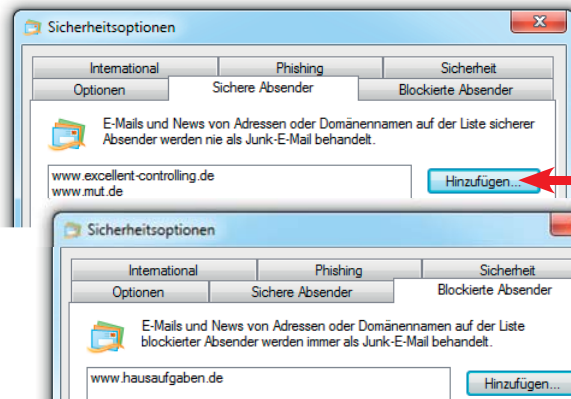 Sicherheitsoptionen
International Phishing Sicherheit
Optionen Sichere Absender Blockierte Absender
E-Mails und News von Adressen oder Domänennamen auf der Liste sicherer
Absender werden nie als Junk-E-Mail behandelt.
www.excellent-controlling.de
www.mut.de
Hinzufügen...
Sicherheitsoptionen
International Phishing Sicherheit
Optionen Sichere Absender Blockierte Absender
E-Mails und News von Adressen oder Domänennamen auf der Liste
blockierter Absender werden immer als Junk-E-Mail behandelt.
www.hausaufgaben.de
Hinzufügen...